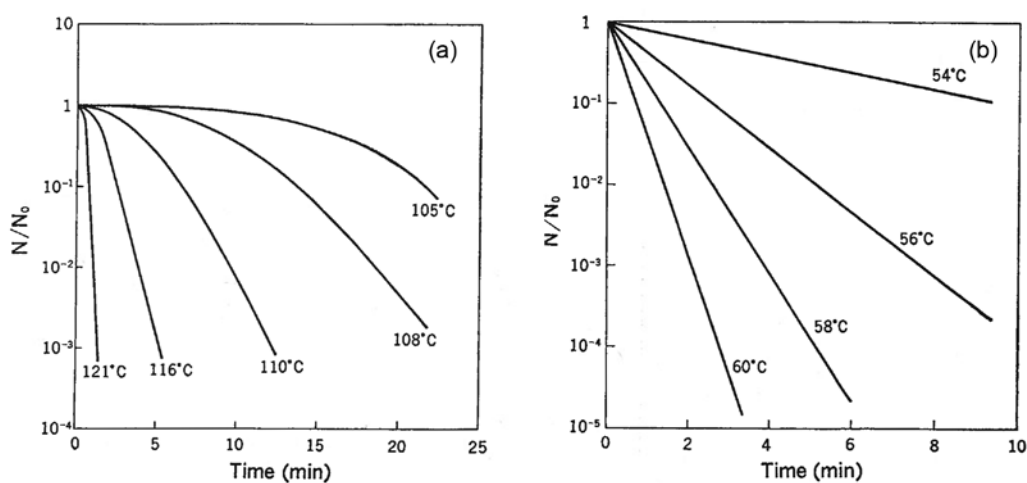 (a)
10
1
10⁻¹
10⁻²
10⁻³
10⁻⁴
N/N₀
105°C
108°C
110°C
116°C
121°C
0 5 10 15 20 25
Time (min)
(b)
1
10⁻¹
10⁻²
10⁻³
10⁻⁴
10⁻⁵
N/N₀
54°C
56°C
58°C
60°C
0 2 4 6 8 10
Time (min)